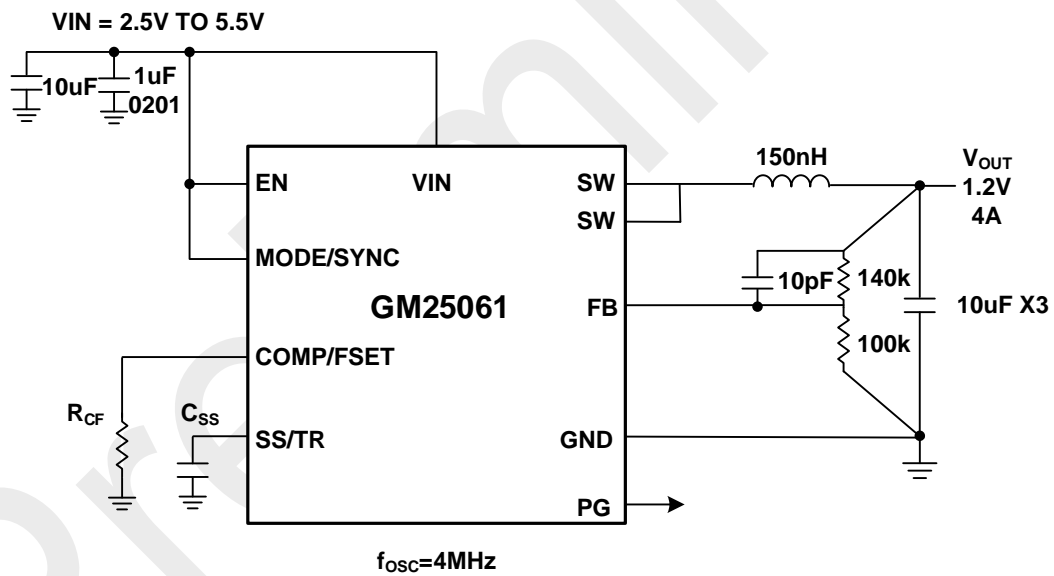 VIN = 2.5V TO 5.5V
10uF
1uF
0201
150nH
VOUT
1.2V
4A
EN
VIN
SW
SW
MODE/SYNC
10pF
140k
GM25061
FB
10uF X3
100k
COMP/FSET
RCF
CSS
SS/TR
GND
PG
fOSC=4MHz